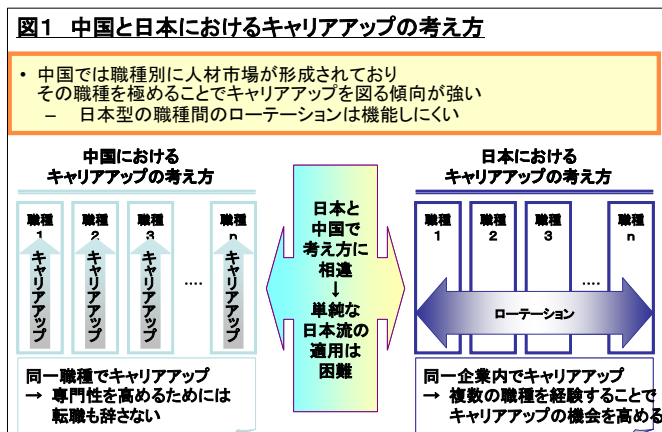 図1 中国と日本におけるキャリアアップの考え方
• 中国では職種別に人材市場が形成されており
その職種を極めることでキャリアアップを図る傾向が強い
– 日本型の職種間のローテーションは機能しにくい
中国における
キャリアアップの考え方
職種
1
職種
2
職種
3
....
職種
n
キャリアアップ
キャリアアップ
キャリアアップ
キャリアアップ
同一職種でキャリアアップ
→ 専門性を高めるためには
転職も辞さない
日本と
中国で
考え方に
相違
↓
単純な
日本流の
適用は
困難
日本における
キャリアアップの考え方
職種
1
職種
2
職種
3
....
職種
n
ローテーション
同一企業内でキャリアアップ
→ 複数の職種を経験することで
キャリアアップの機会を高める